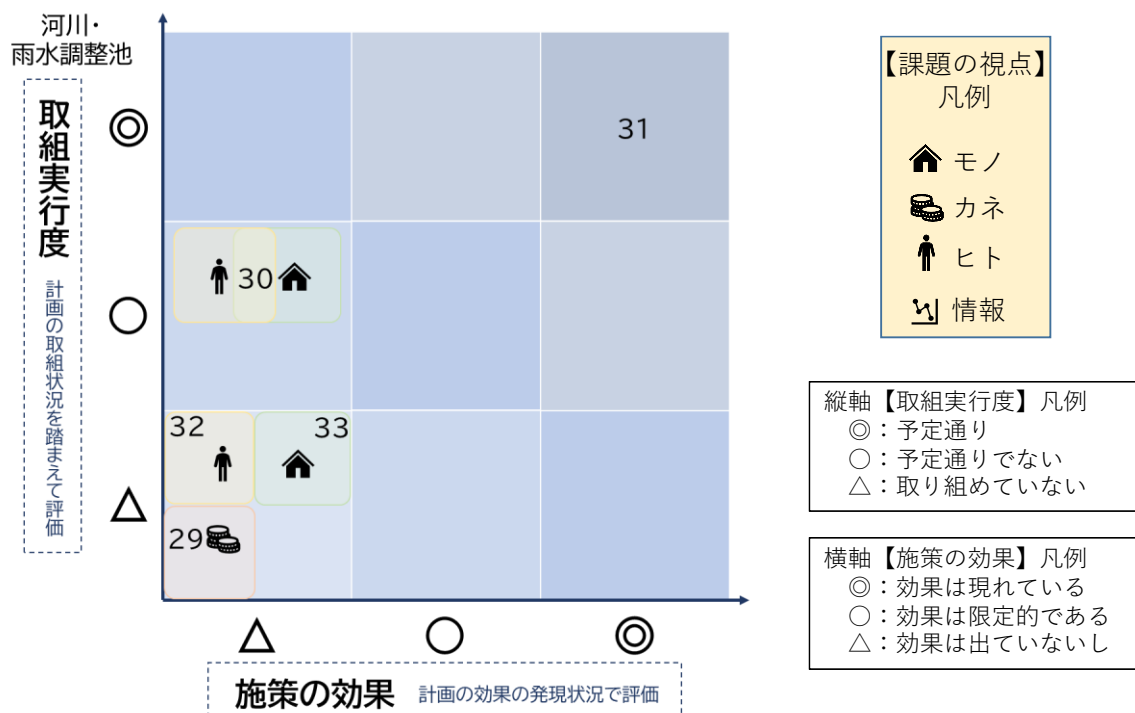 河川・
雨水調整池
取組実行度
計画の取組状況を踏まえて評価
◎
○
△
31
30
32
33
29
△
○
◎
施策の効果 計画の効果の発現状況で評価
【課題の視点】
凡例
モノ
カネ
ヒト
情報
縦軸【取組実行度】凡例
◎：予定通り
○：予定通りでない
△：取り組めていない
横軸【施策の効果】凡例
◎：効果は現れている
○：効果は限定的である
△：効果は出ていないし